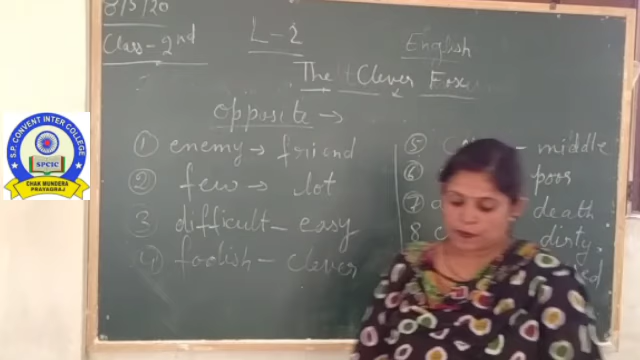 8/5/20
Class - 2nd
L-2
English
The Clever Foxes
opposite →
① enemy → friend
② few → lot
③ difficult - easy
④ foolish - clever
⑤ - middle
⑥ poor
⑦ death
8 - dirty
S.P. CONVENT INTER COLLEGE
SPCIC
CHAK MUNDERA
PRAYAGRAJ